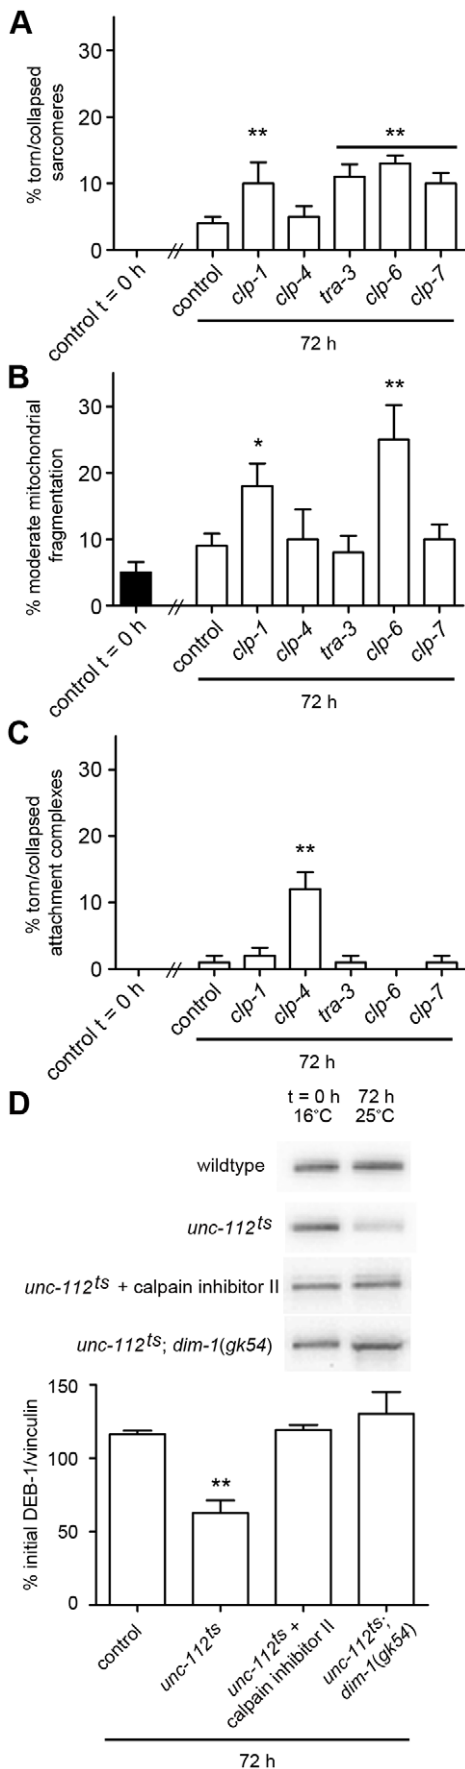 A
% torn/collapsed
sarcomeres
30
20
10
0
**
**
control t = 0 h
//
control
clp-1
clp-4
tra-3
clp-6
clp-7
72 h
B
% moderate mitochondrial
fragmentation
30
20
10
0
*
**
control t = 0 h
//
control
clp-1
clp-4
tra-3
clp-6
clp-7
72 h
C
% torn/collapsed
attachment complexes
30
20
10
0
**
control t = 0 h
//
control
clp-1
clp-4
tra-3
clp-6
clp-7
72 h
D
t = 0 h 72 h
16°C 25°C
wildtype
unc-112ts
unc-112ts + calpain inhibitor II
unc-112ts; dim-1(gk54)
% initial DEB-1/vinculin
150
100
50
0
**
control
unc-112ts
unc-112ts +
calpain inhibitor II
unc-112ts;
dim-1(gk54)
72 h